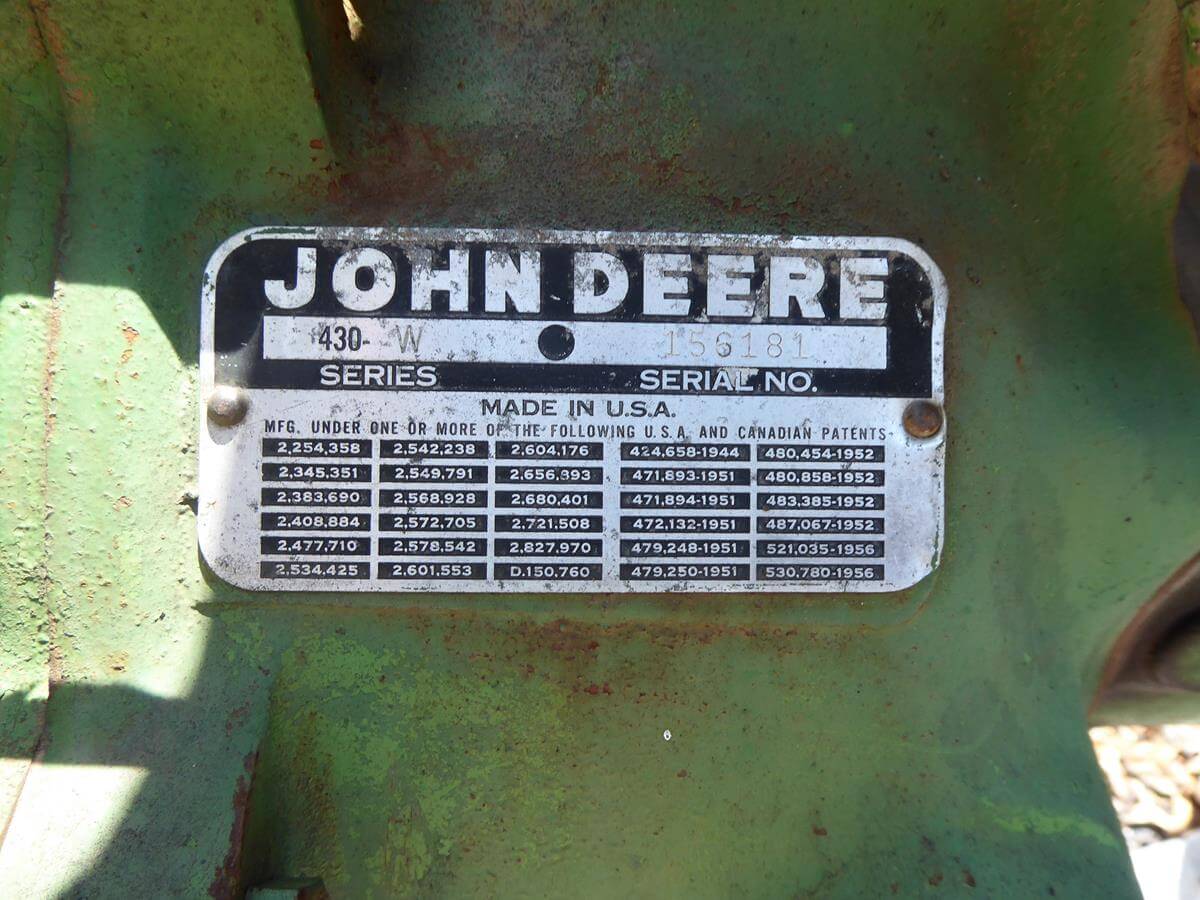 JOHN DEERE
430- W 156181
SERIES SERIAL NO.
MADE IN U.S.A.
MFG. UNDER ONE OR MORE OF THE FOLLOWING U.S.A. AND CANADIAN PATENTS
2,254,358 2,542,238 2,604,176 424,658-1944 480,454-1952
2,345,351 2,549,791 2,656,393 471,893-1951 480,858-1952
2,383,690 2,568,928 2,680,401 471,894-1951 483,385-1952
2,408,884 2,572,705 2,721,508 472,132-1951 487,067-1952
2,477,710 2,578,542 2,827,970 479,248-1951 521,035-1956
2,534,425 2,601,553 D.150,760 479,250-1951 530,780-1956